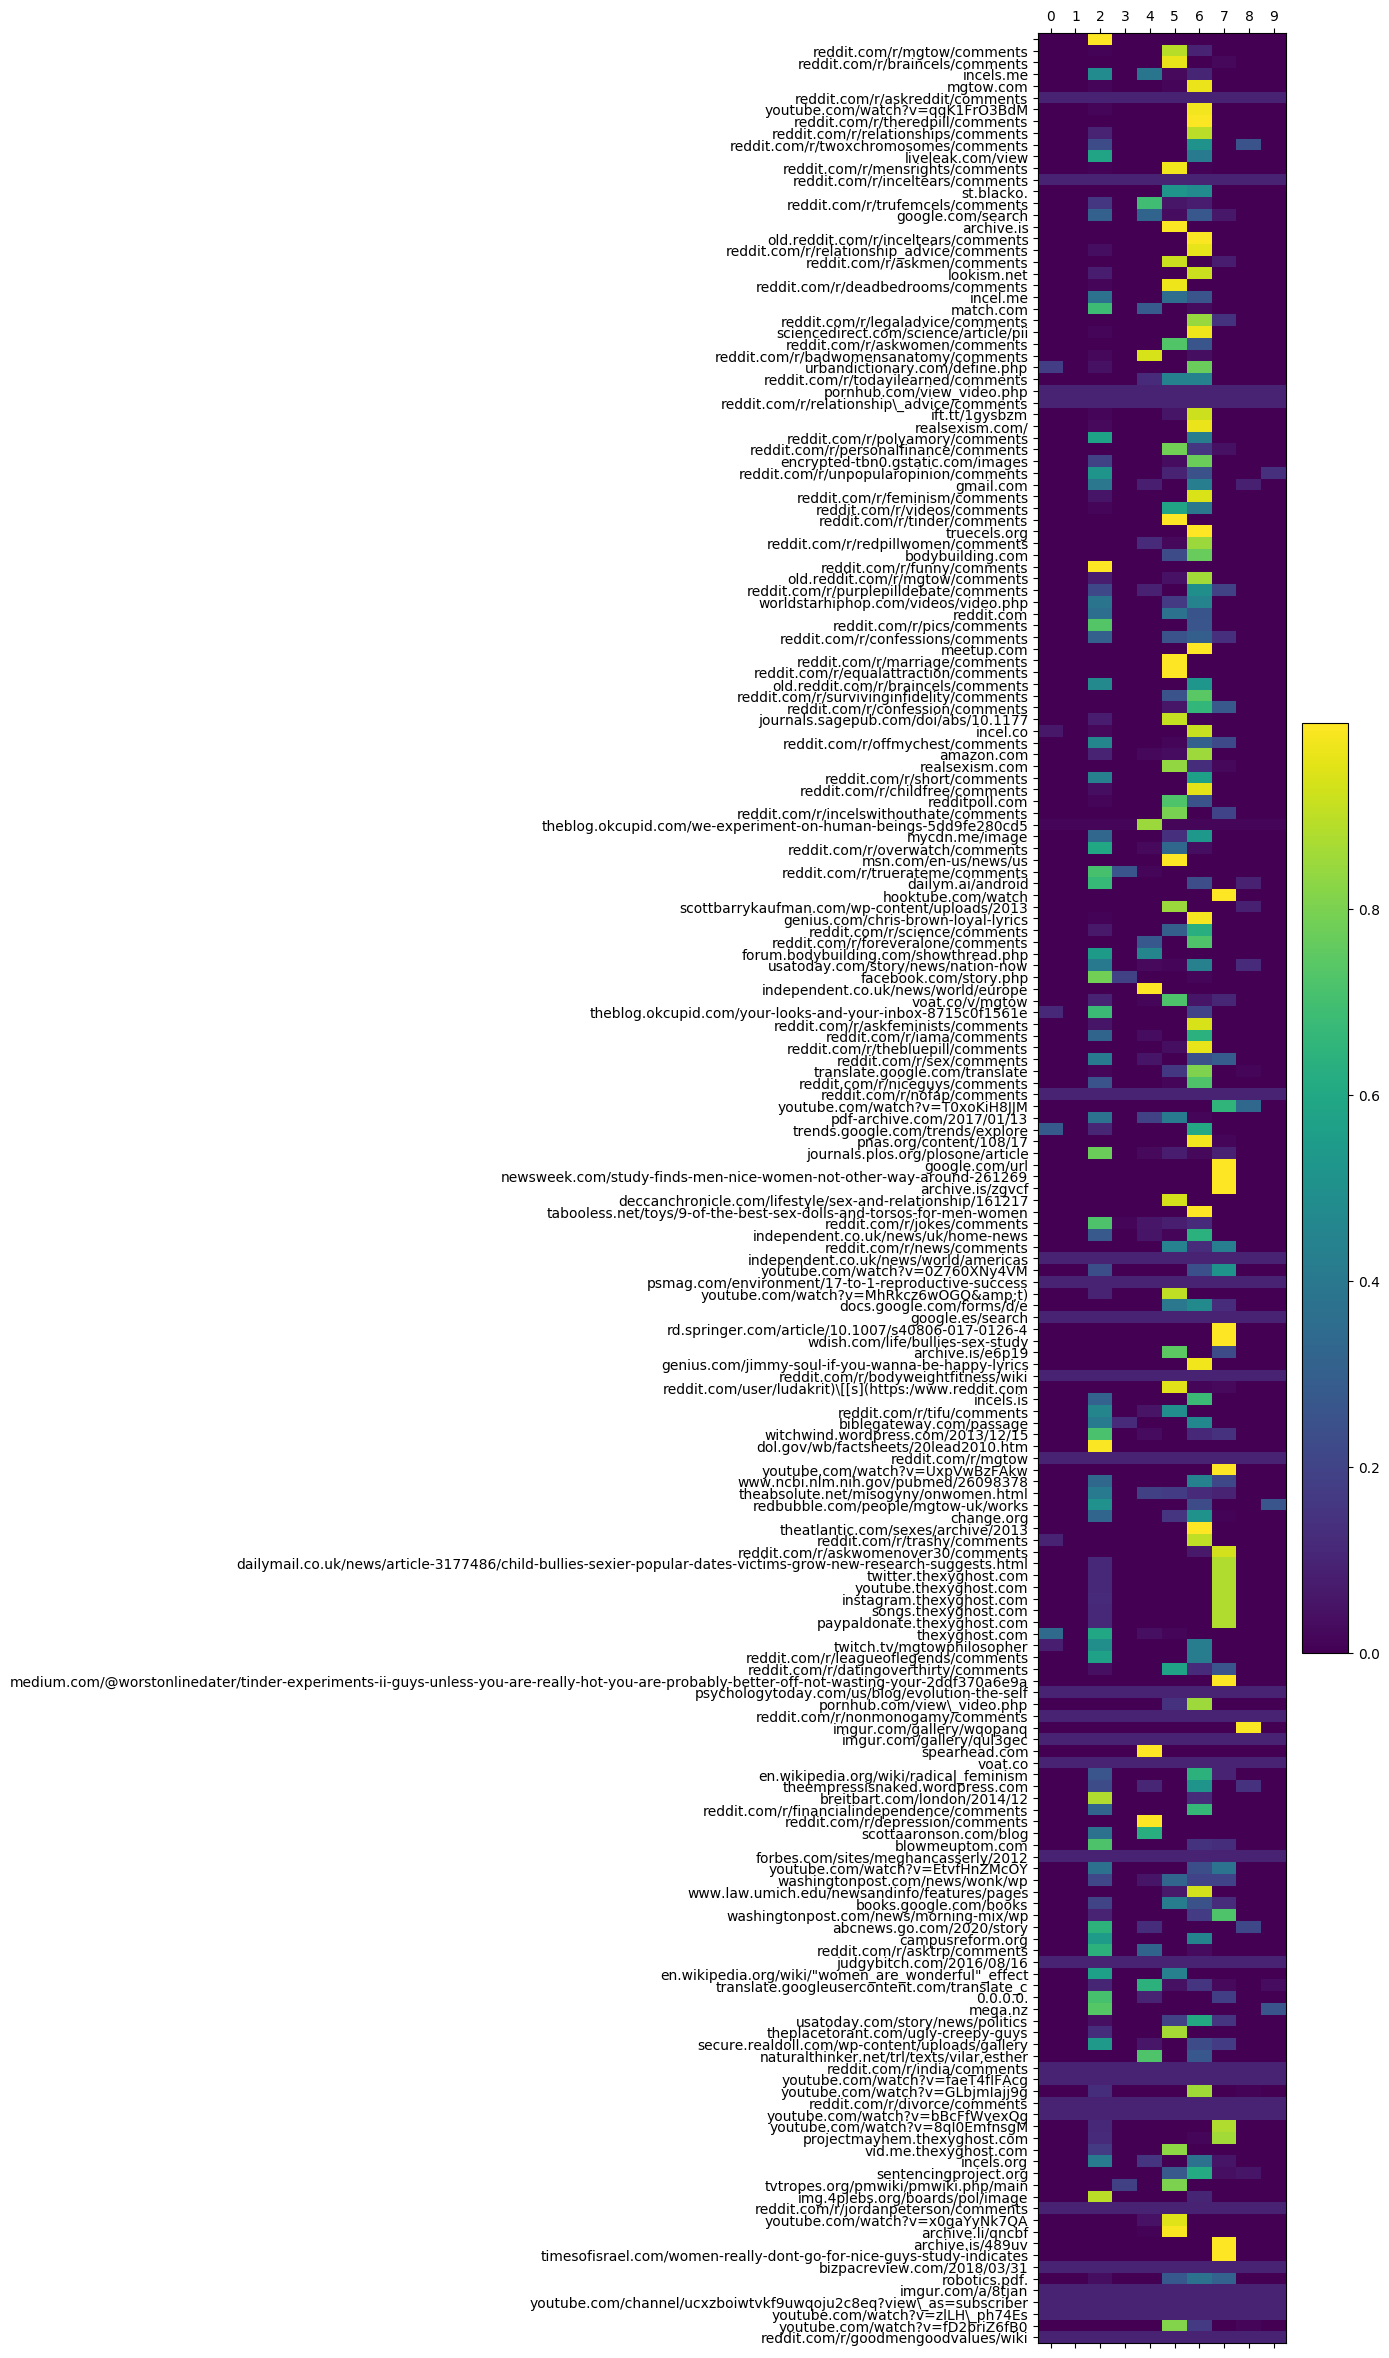 0 1 2 3 4 5 6 7 8 9
reddit.com/r/mgtow/comments
reddit.com/r/braincels/comments
incels.me
mgtow.com
reddit.com/r/askreddit/comments
youtube.com/watch?v=qgK1FrO3BdM
reddit.com/r/theredpill/comments
reddit.com/r/relationships/comments
reddit.com/r/twoxchromosomes/comments
liveleak.com/view
reddit.com/r/mensrights/comments
reddit.com/r/inceltears/comments
st.blacko.
reddit.com/r/trufemcels/comments
google.com/search
archive.is
old.reddit.com/r/inceltears/comments
reddit.com/r/relationship_advice/comments
reddit.com/r/askmen/comments
lookism.net
reddit.com/r/deadbedrooms/comments
incel.me
match.com
reddit.com/r/legaladvice/comments
sciencedirect.com/science/article/pii
reddit.com/r/askwomen/comments
reddit.com/r/badwomensanatomy/comments
urbandictionary.com/define.php
reddit.com/r/todayilearned/comments
pornhub.com/view_video.php
reddit.com/r/relationship\_advice/comments
ift.tt/1gysbzm
realsexism.com/
reddit.com/r/polyamory/comments
reddit.com/r/personalfinance/comments
encrypted-tbn0.gstatic.com/images
reddit.com/r/unpopularopinion/comments
gmail.com
reddit.com/r/feminism/comments
reddit.com/r/videos/comments
reddit.com/r/tinder/comments
truecels.org
reddit.com/r/redpillwomen/comments
bodybuilding.com
reddit.com/r/funny/comments
old.reddit.com/r/mgtow/comments
reddit.com/r/purplepilldebate/comments
worldstarhiphop.com/videos/video.php
reddit.com
reddit.com/r/pics/comments
reddit.com/r/confessions/comments
meetup.com
reddit.com/r/marriage/comments
reddit.com/r/equalattraction/comments
old.reddit.com/r/braincels/comments
reddit.com/r/survivinginfidelity/comments
reddit.com/r/confession/comments
journals.sagepub.com/doi/abs/10.1177
incel.co
reddit.com/r/offmychest/comments
amazon.com
realsexism.com
reddit.com/r/short/comments
reddit.com/r/childfree/comments
redditpoll.com
reddit.com/r/incelswithouthate/comments
theblog.okcupid.com/we-experiment-on-human-beings-5dd9fe280cd5
mycdn.me/image
reddit.com/r/overwatch/comments
msn.com/en-us/news/us
reddit.com/r/truerateme/comments
dailym.ai/android
hooktube.com/watch
scottbarrykaufman.com/wp-content/uploads/2013
genius.com/chris-brown-loyal-lyrics
reddit.com/r/science/comments
reddit.com/r/foreveralone/comments
forum.bodybuilding.com/showthread.php
usatoday.com/story/news/nation-now
facebook.com/story.php
independent.co.uk/news/world/europe
voat.co/v/mgtow
theblog.okcupid.com/your-looks-and-your-inbox-8715c0f1561e
reddit.com/r/askfeminists/comments
reddit.com/r/iama/comments
reddit.com/r/thebluepill/comments
reddit.com/r/sex/comments
translate.google.com/translate
reddit.com/r/niceguys/comments
reddit.com/r/nofap/comments
youtube.com/watch?v=T0xoKiH8JJM
pdf-archive.com/2017/01/13
trends.google.com/trends/explore
pnas.org/content/108/17
journals.plos.org/plosone/article
google.com/url
newsweek.com/study-finds-men-nice-women-not-other-way-around-261269
archive.is/zgvcf
deccanchronicle.com/lifestyle/sex-and-relationship/161217
tabooless.net/toys/9-of-the-best-sex-dolls-and-torsos-for-men-women
reddit.com/r/jokes/comments
independent.co.uk/news/uk/home-news
reddit.com/r/news/comments
independent.co.uk/news/world/americas
youtube.com/watch?v=0Z760XNy4VM
psmag.com/environment/17-to-1-reproductive-success
youtube.com/watch?v=MhRkcz6wOGQ&amp;t)
docs.google.com/forms/d/e
google.es/search
rd.springer.com/article/10.1007/s40806-017-0126-4
wdish.com/life/bullies-sex-study
archive.is/e6p19
genius.com/jimmy-soul-if-you-wanna-be-happy-lyrics
reddit.com/r/bodyweightfitness/wiki
reddit.com/user/ludakrit)\[[s](https:/www.reddit.com
incels.is
reddit.com/r/tifu/comments
biblegateway.com/passage
witchwind.wordpress.com/2013/12/15
dol.gov/wb/factsheets/20lead2010.htm
reddit.com/r/mgtow
youtube.com/watch?v=UxpVwBzFAkw
www.ncbi.nlm.nih.gov/pubmed/26098378
theabsolute.net/misogyny/onwomen.html
redbubble.com/people/mgtow-uk/works
change.org
theatlantic.com/sexes/archive/2013
reddit.com/r/trashy/comments
reddit.com/r/askwomenover30/comments
dailymail.co.uk/news/article-3177486/child-bullies-sexier-popular-dates-victims-grow-new-research-suggests.html
twitter.thexyghost.com
youtube.thexyghost.com
instagram.thexyghost.com
songs.thexyghost.com
paypaldonate.thexyghost.com
thexyghost.com
twitch.tv/mgtowphilosopher
reddit.com/r/leagueoflegends/comments
reddit.com/r/datingoverthirty/comments
medium.com/@worstonlinedater/tinder-experiments-ii-guys-unless-you-are-really-hot-you-are-probably-better-off-not-wasting-your-2ddf370a6e9a
psychologytoday.com/us/blog/evolution-the-self
pornhub.com/view\_video.php
reddit.com/r/nonmonogamy/comments
imgur.com/gallery/wqopanq
imgur.com/gallery/qul3gec
spearhead.com
voat.co
en.wikipedia.org/wiki/radical_feminism
theempressisnaked.wordpress.com
breitbart.com/london/2014/12
reddit.com/r/financialindependence/comments
reddit.com/r/depression/comments
scottaaronson.com/blog
blowmeuptom.com
forbes.com/sites/meghancasserly/2012
youtube.com/watch?v=EtvfHnZMcOY
washingtonpost.com/news/wonk/wp
www.law.umich.edu/newsandinfo/features/pages
books.google.com/books
washingtonpost.com/news/morning-mix/wp
abcnews.go.com/2020/story
campusreform.org
reddit.com/r/asktrp/comments
judgybitch.com/2016/08/16
en.wikipedia.org/wiki/"women_are_wonderful"_effect
translate.googleusercontent.com/translate_c
0.0.0.0.
mega.nz
usatoday.com/story/news/politics
theplacetorant.com/ugly-creepy-guys
secure.realdoll.com/wp-content/uploads/gallery
naturalthinker.net/trl/texts/vilar,esther
reddit.com/r/india/comments
youtube.com/watch?v=faeT4fIFAcg
youtube.com/watch?v=GLbjmIajj9g
reddit.com/r/divorce/comments
youtube.com/watch?v=bBcFfWvexQg
youtube.com/watch?v=8ql0EmfnsgM
projectmayhem.thexyghost.com
vid.me.thexyghost.com
incels.org
sentencingproject.org
tvtropes.org/pmwiki/pmwiki.php/main
img.4plebs.org/boards/pol/image
reddit.com/r/jordanpeterson/comments
youtube.com/watch?v=x0gaYyNk7QA
archive.li/qncbf
archive.is/489uv
timesofisrael.com/women-really-dont-go-for-nice-guys-study-indicates
bizpacreview.com/2018/03/31
robotics.pdf.
imgur.com/a/8tjan
youtube.com/channel/ucxzboiwtvkf9uwqoju2c8eq?view\_as=subscriber
youtube.com/watch?v=zlLH\_ph74Es
youtube.com/watch?v=fD2briZ6fB0
reddit.com/r/goodmengoodvalues/wiki
0.8
0.6
0.4
0.2
0.0